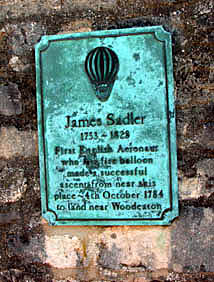 James Sadler
1753 ~ 1828
First English Aeronaut
who in a fire balloon
made a successful
ascent from near this
place ~ 4th October 1784
to land near Woodeaton